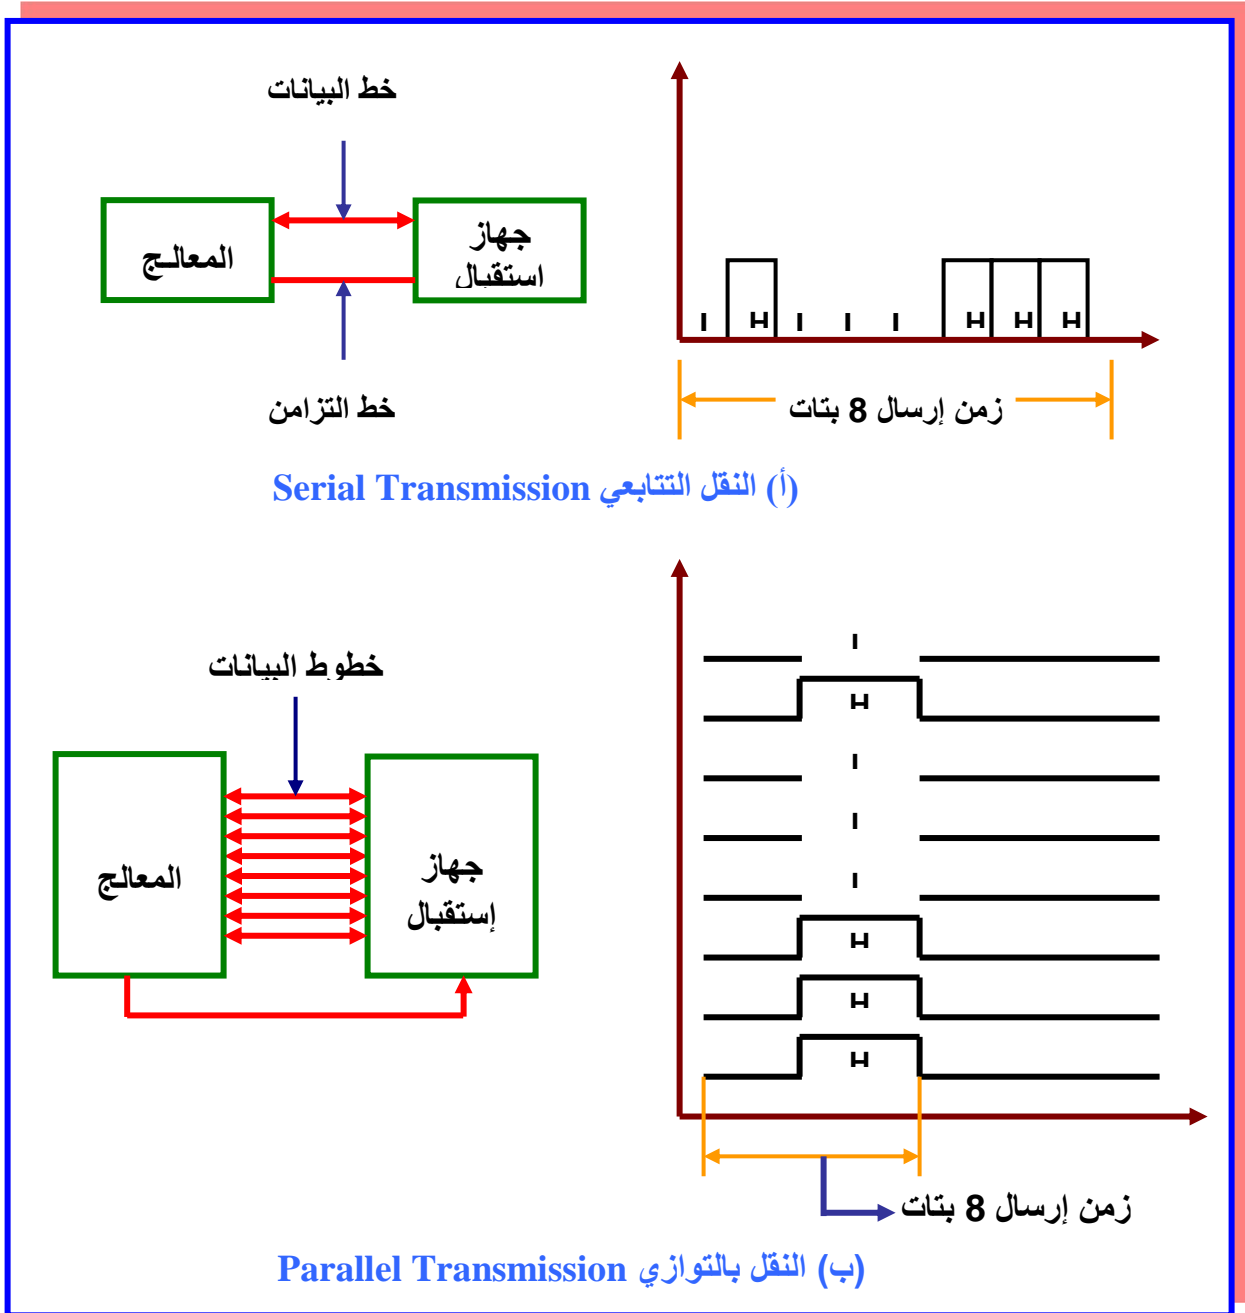 خط البيانات
المعالج
جهاز
استقبال
خط التزامن
I H I I I H H H
زمن إرسال 8 بتات
(أ) النقل التتابعي Serial Transmission
خطوط البيانات
المعالج
جهاز
إستقبال
I
H
I
I
I
H
H
H
زمن إرسال 8 بتات
(ب) النقل بالتوازي Parallel Transmission